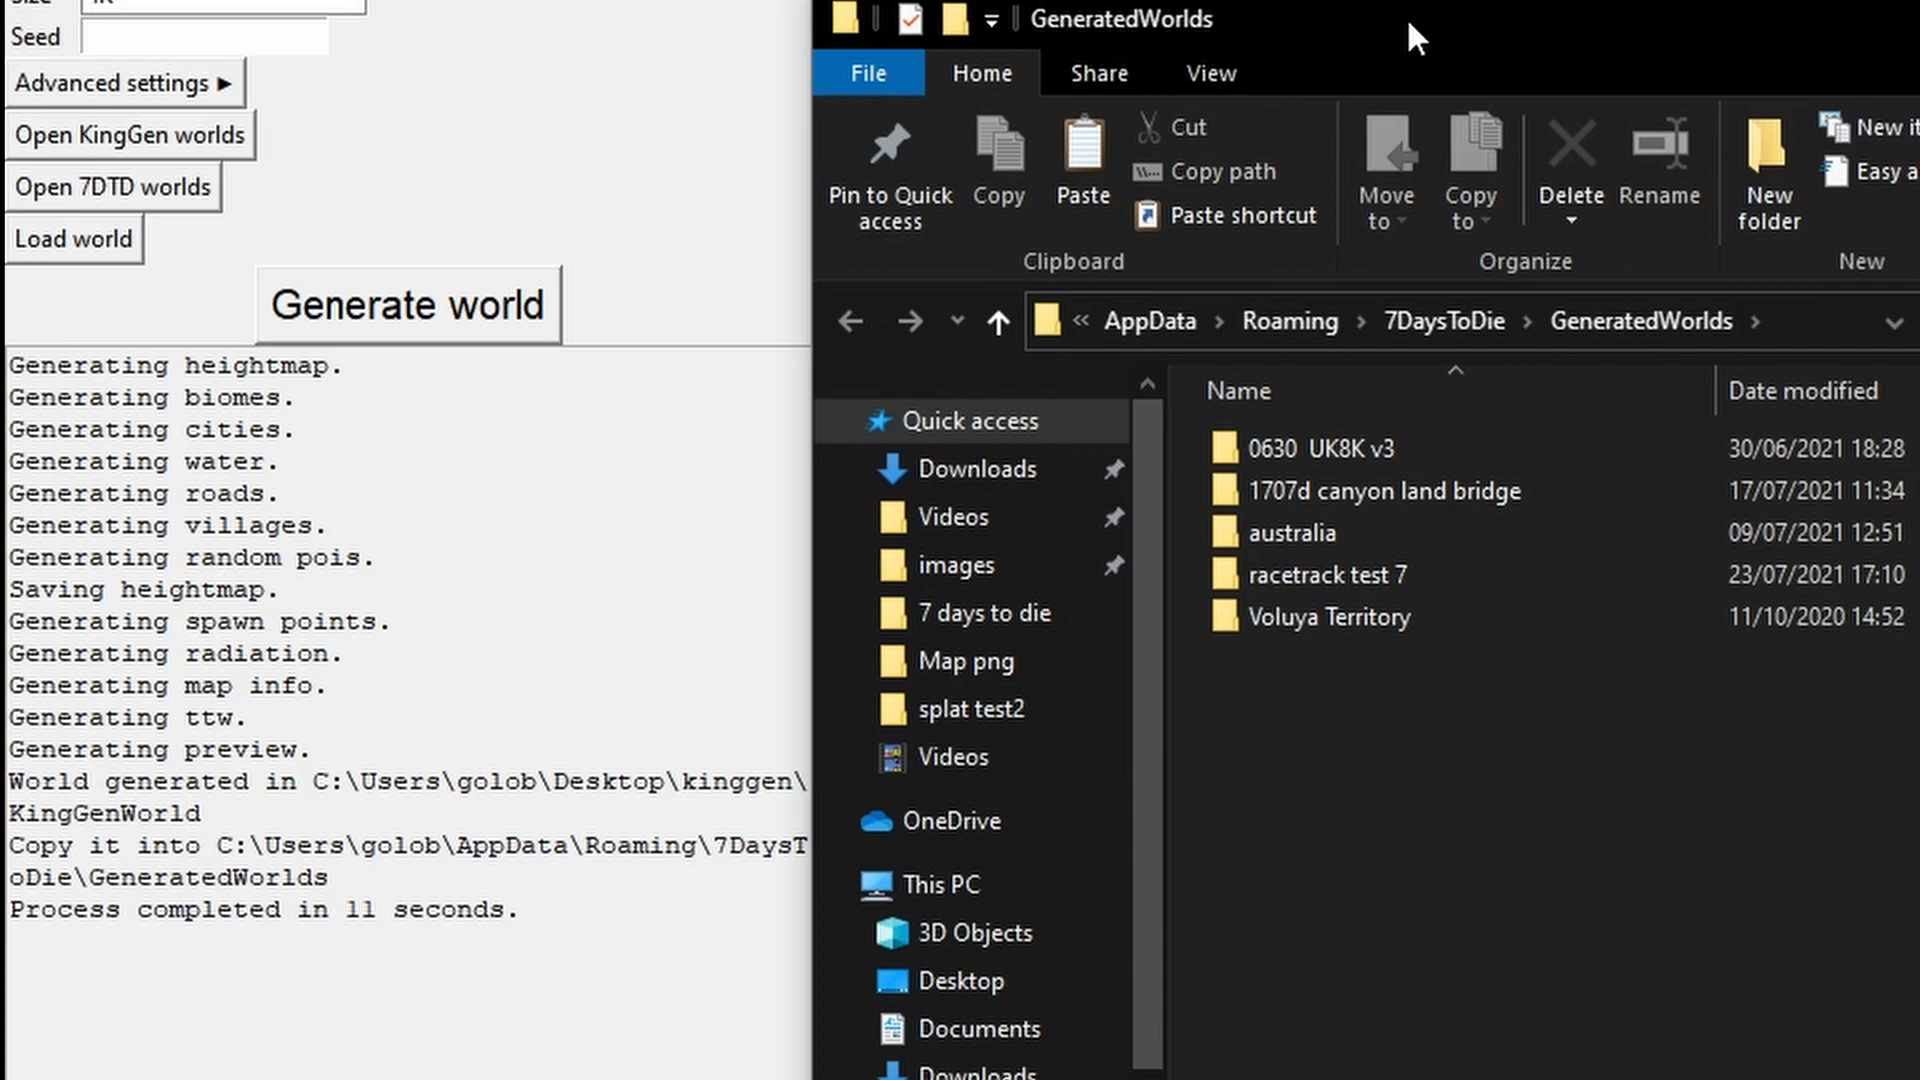 Seed
Advanced settings ►
Open KingGen worlds
Open 7DTD worlds
Load world
Generate world
Generating heightmap.
Generating biomes.
Generating cities.
Generating water.
Generating roads.
Generating villages.
Generating random pois.
Saving heightmap.
Generating spawn points.
Generating radiation.
Generating map info.
Generating ttw.
Generating preview.
World generated in C:\Users\golob\Desktop\kinggen\
KingGenWorld
Copy it into C:\Users\golob\AppData\Roaming\7DaysT
oDie\GeneratedWorlds
Process completed in 11 seconds.
GeneratedWorlds
File Home Share View
Pin to Quick
access
Copy
Paste
Cut
Copy path
Paste shortcut
Clipboard
Move
to
Copy
to
Delete
Rename
Organize
New
folder
New it
Easy a
New
« AppData › Roaming › 7DaysToDie › GeneratedWorlds ›
Quick access
Downloads
Videos
images
7 days to die
Map png
splat test2
Videos
OneDrive
This PC
3D Objects
Desktop
Documents
Downloads
Name Date modified
0630 UK8K v3 30/06/2021 18:28
1707d canyon land bridge 17/07/2021 11:34
australia 09/07/2021 12:51
racetrack test 7 23/07/2021 17:10
Voluya Territory 11/10/2020 14:52